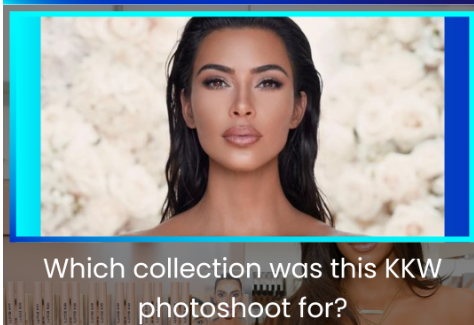 Which collection was this KKW
photoshoot for?